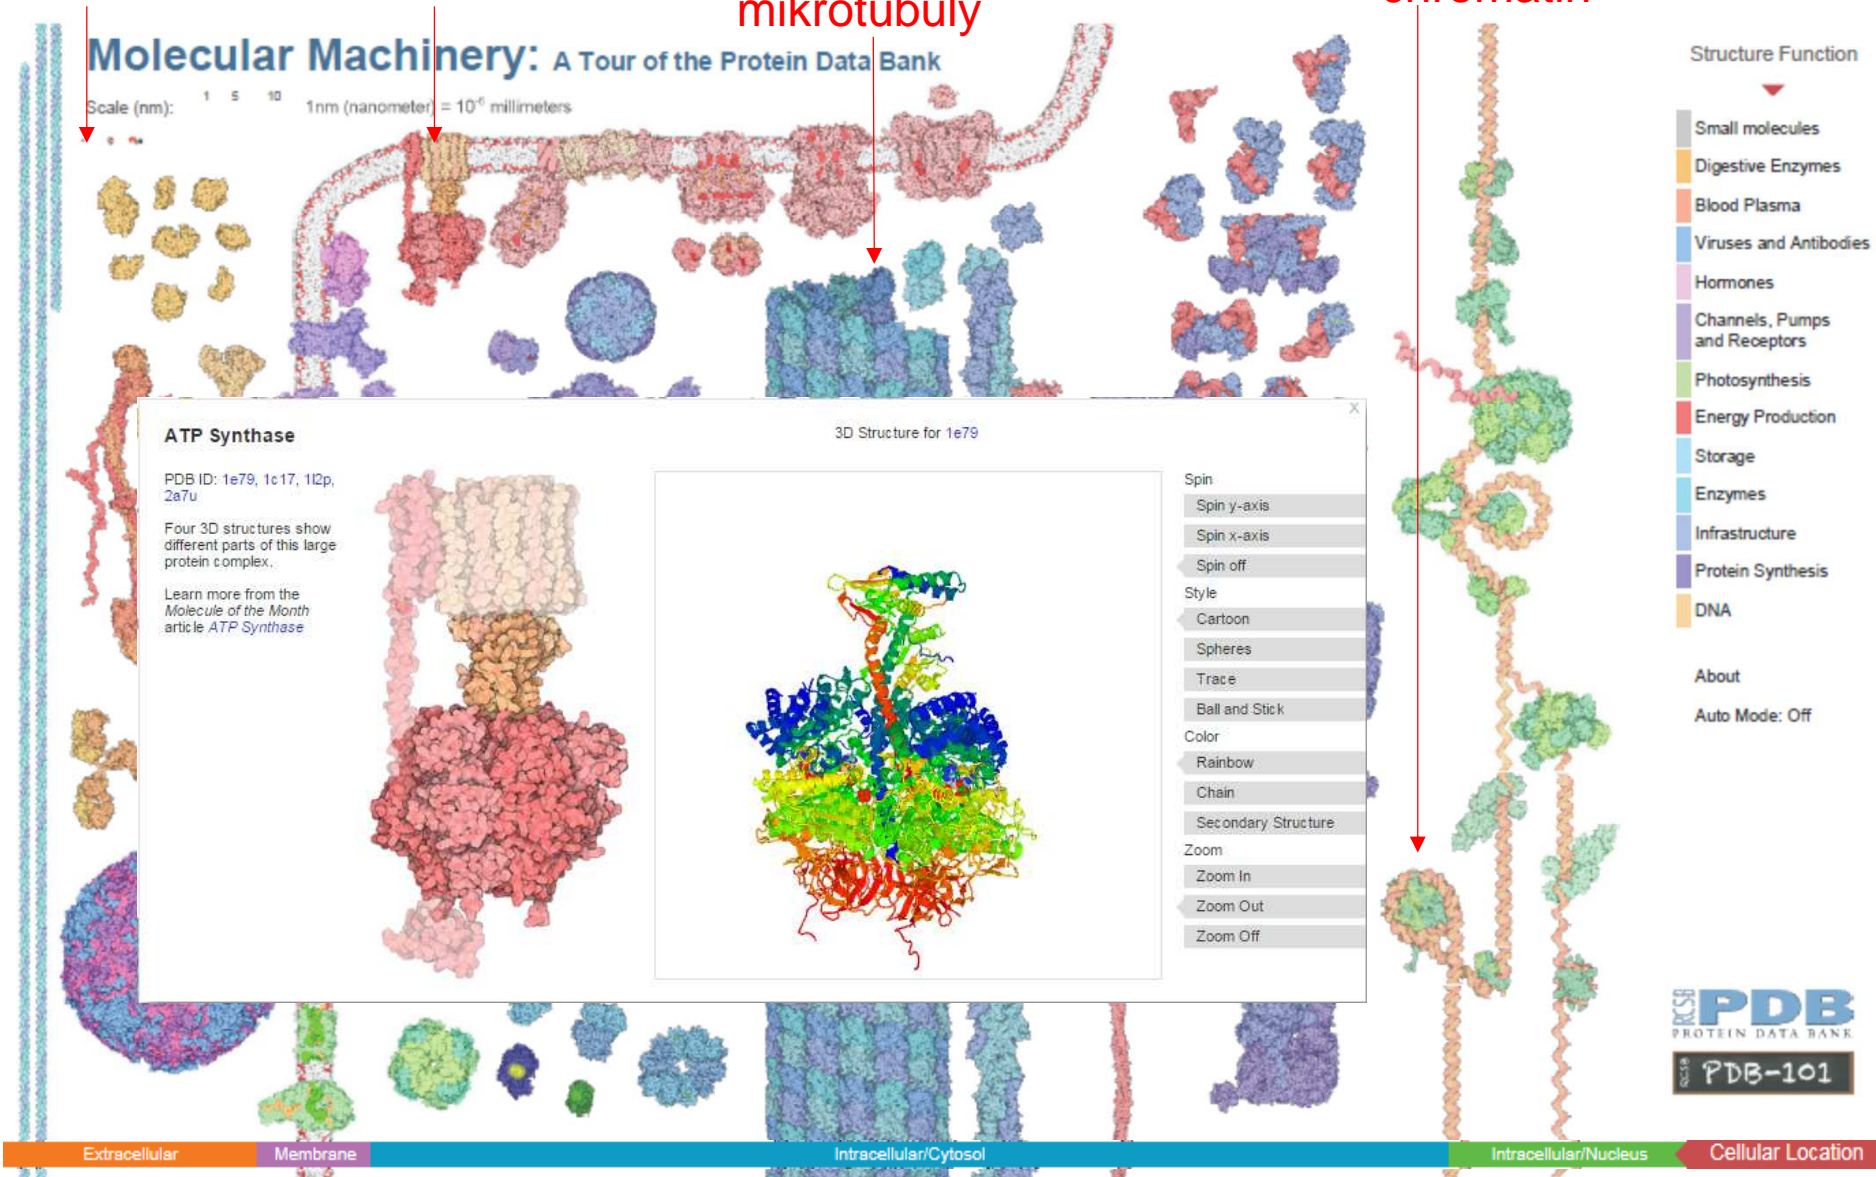 mikrotubuly
chromatin
Molecular Machinery: A Tour of the Protein Data Bank
Scale (nm): 1 5 10 1nm (nanometer) = 10⁻⁶ millimeters
Structure Function
Small molecules
Digestive Enzymes
Blood Plasma
Viruses and Antibodies
Hormones
Channels, Pumps
and Receptors
Photosynthesis
Energy Production
Storage
Enzymes
Infrastructure
Protein Synthesis
DNA
About
Auto Mode: Off
X
ATP Synthase
PDB ID: 1e79, 1c17, 1l2p,
2a7u
Four 3D structures show
different parts of this large
protein complex.
Learn more from the
Molecule of the Month
article ATP Synthase
3D Structure for 1e79
Spin
Spin y-axis
Spin x-axis
Spin off
Style
Cartoon
Spheres
Trace
Ball and Stick
Color
Rainbow
Chain
Secondary Structure
Zoom
Zoom In
Zoom Out
Zoom Off
RCSB PDB
PROTEIN DATA BANK
RCSB PDB-101
Extracellular
Membrane
Intracellular/Cytosol
Intracellular/Nucleus
Cellular Location